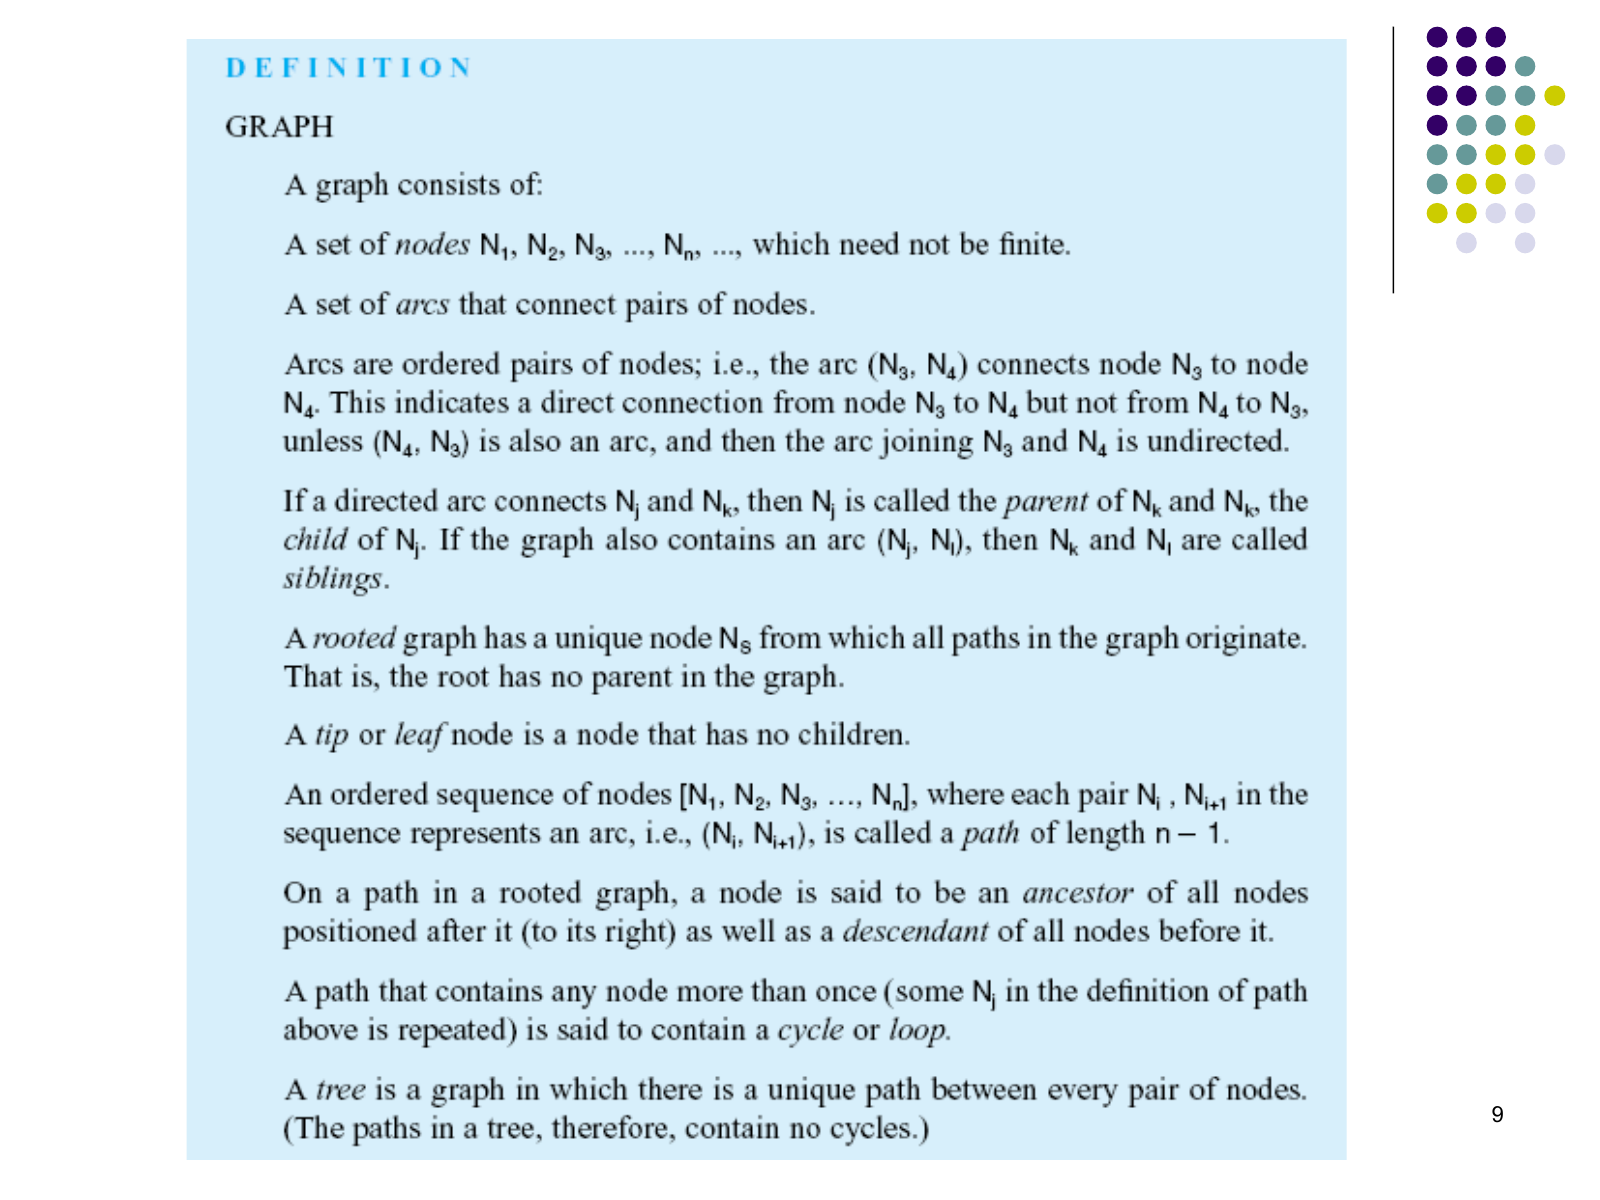 DEFINITION
GRAPH
A graph consists of:
A set of nodes N₁, N₂, N₃, ..., Nₙ, ..., which need not be finite.
A set of arcs that connect pairs of nodes.
Arcs are ordered pairs of nodes; i.e., the arc (N₃, N₄) connects node N₃ to node
N₄. This indicates a direct connection from node N₃ to N₄ but not from N₄ to N₃,
unless (N₄, N₃) is also an arc, and then the arc joining N₃ and N₄ is undirected.
If a directed arc connects Nⱼ and Nₖ, then Nⱼ is called the parent of Nₖ and Nₖ, the
child of Nⱼ. If the graph also contains an arc (Nⱼ, Nₗ), then Nₖ and Nₗ are called
siblings.
A rooted graph has a unique node Nₛ from which all paths in the graph originate.
That is, the root has no parent in the graph.
A tip or leaf node is a node that has no children.
An ordered sequence of nodes [N₁, N₂, N₃, ..., Nₙ], where each pair Nᵢ , Nᵢ₊₁ in the
sequence represents an arc, i.e., (Nᵢ, Nᵢ₊₁), is called a path of length n – 1.
On a path in a rooted graph, a node is said to be an ancestor of all nodes
positioned after it (to its right) as well as a descendant of all nodes before it.
A path that contains any node more than once (some Nⱼ in the definition of path
above is repeated) is said to contain a cycle or loop.
A tree is a graph in which there is a unique path between every pair of nodes.
(The paths in a tree, therefore, contain no cycles.)
9